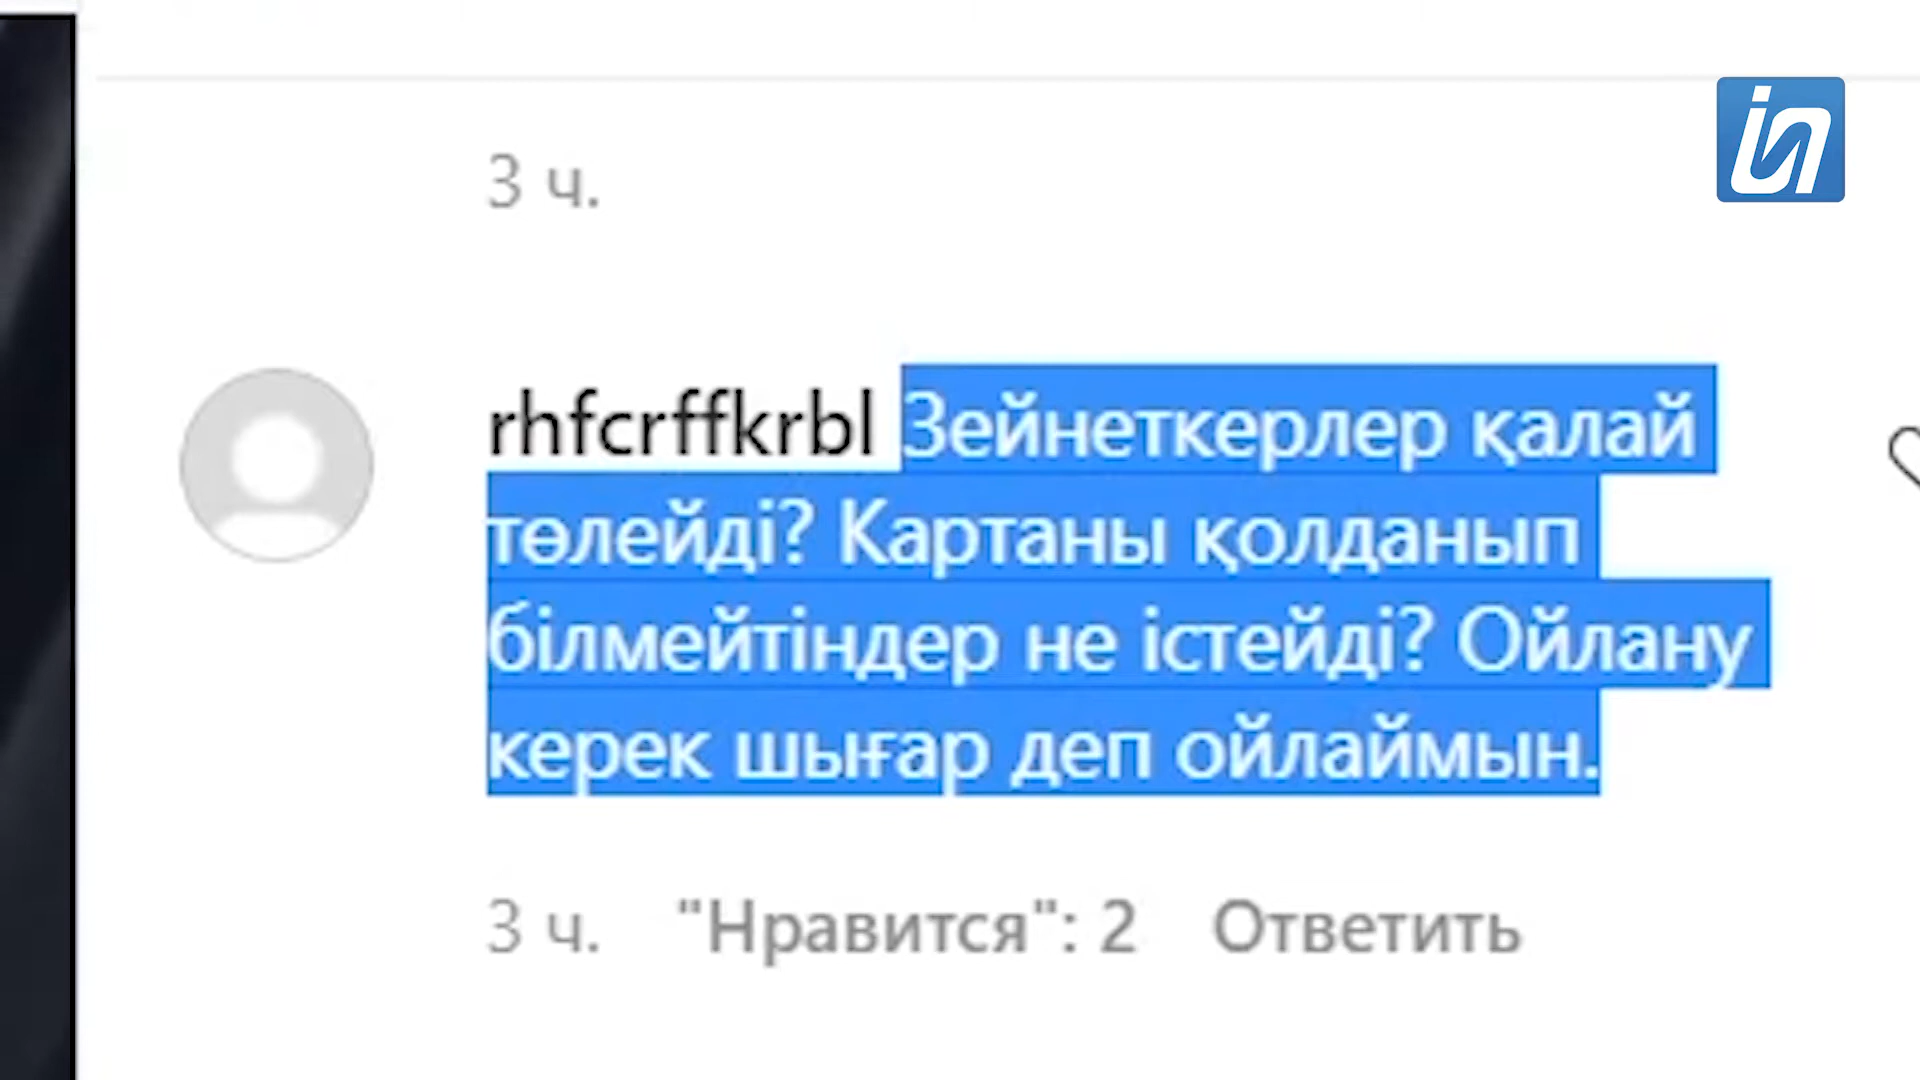 3 ч.
in
rhfcrffkrbl Зейнеткерлер қалай
төлейді? Картаны қолданып
білмейтіндер не істейді? Ойлану
керек шығар деп ойлаймын.
3 ч. "Нравится": 2 Ответить